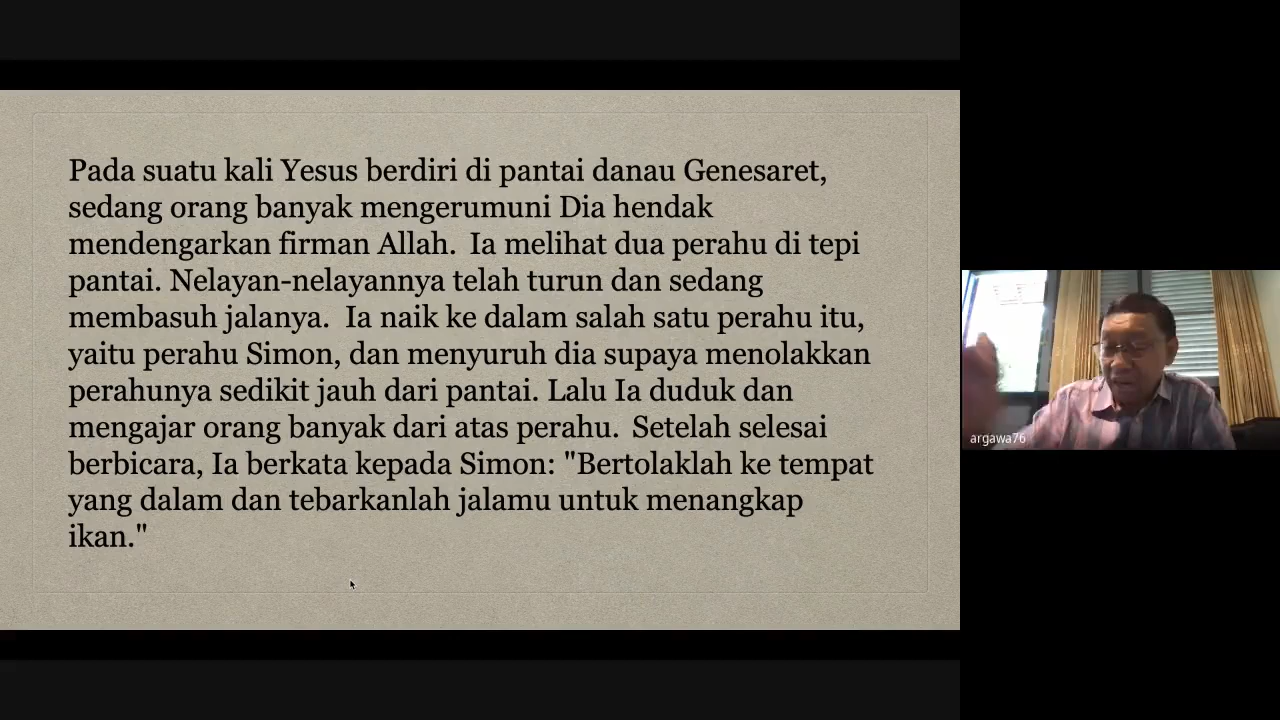 Pada suatu kali Yesus berdiri di pantai danau Genesaret,
sedang orang banyak mengerumuni Dia hendak
mendengarkan firman Allah.  Ia melihat dua perahu di tepi
pantai. Nelayan-nelayannya telah turun dan sedang
membasuh jalanya.  Ia naik ke dalam salah satu perahu itu,
yaitu perahu Simon, dan menyuruh dia supaya menolakkan
perahunya sedikit jauh dari pantai. Lalu Ia duduk dan
mengajar orang banyak dari atas perahu.  Setelah selesai
berbicara, Ia berkata kepada Simon: "Bertolaklah ke tempat
yang dalam dan tebarkanlah jalamu untuk menangkap
ikan."
argawa76